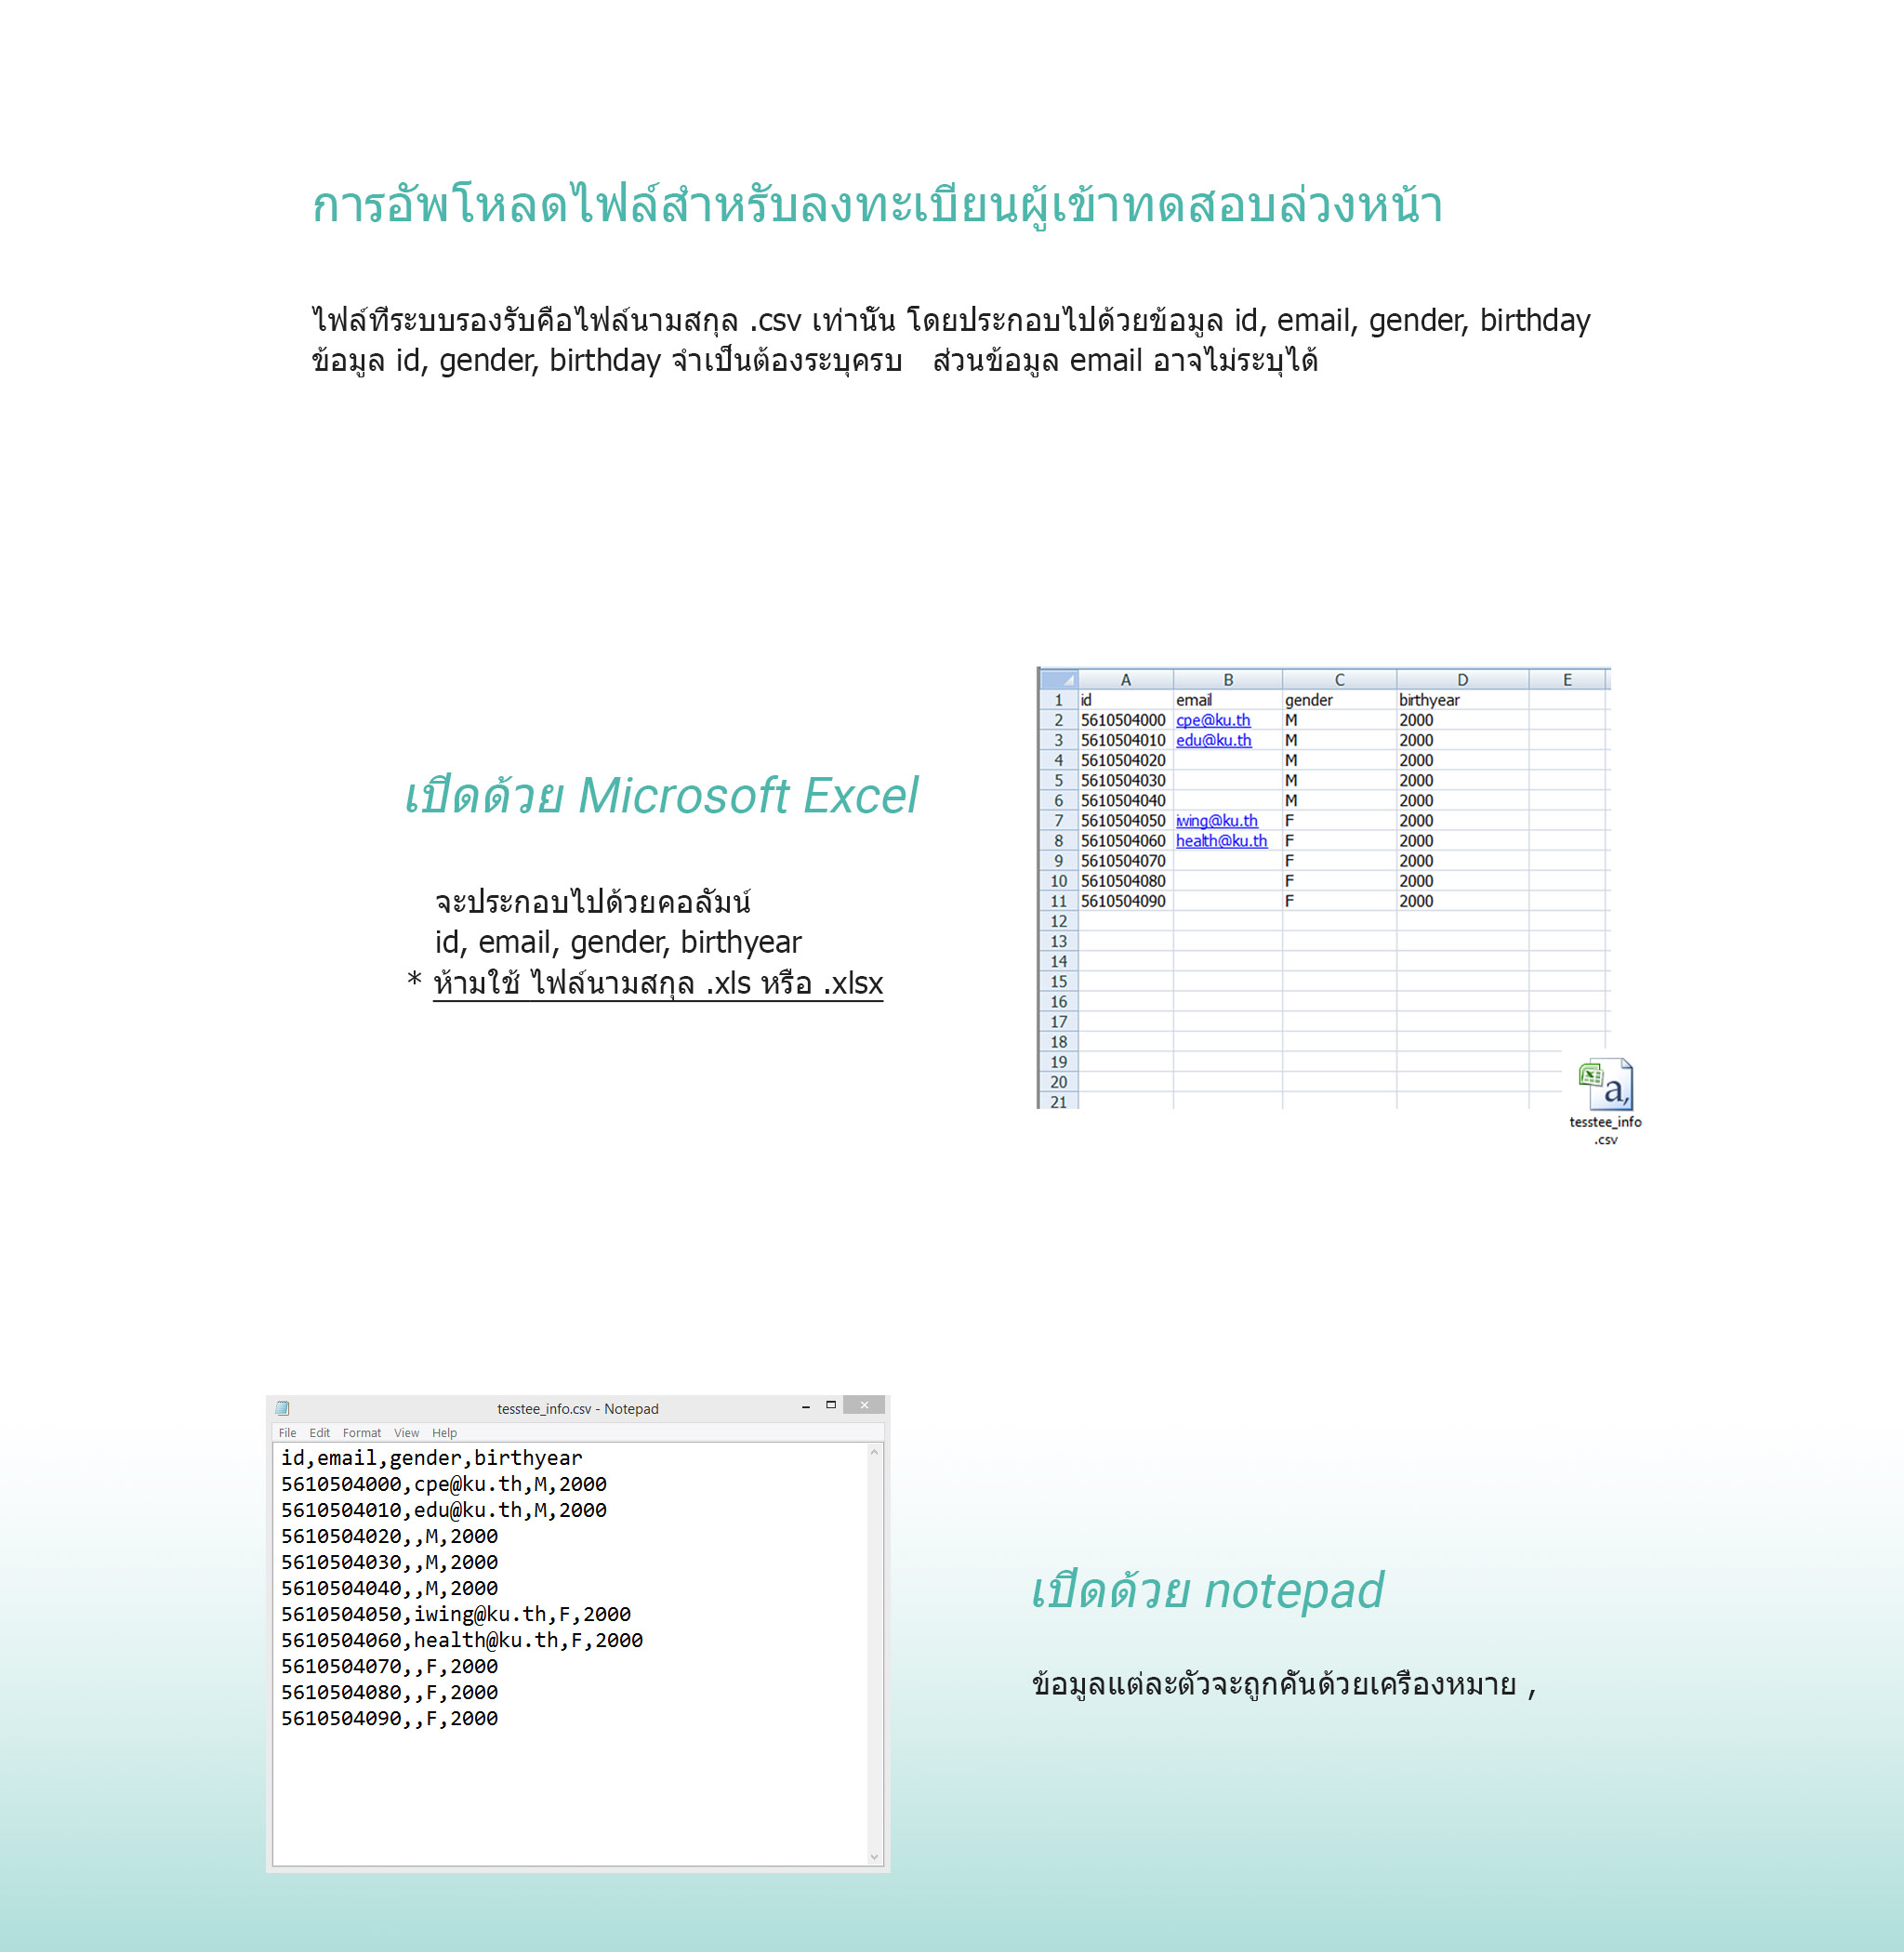 การอัพโหลดไฟล์สำหรับลงทะเบียนผู้เข้าทดสอบล่วงหน้า
ไฟล์ที่ระบบรองรับคือไฟล์นามสกุล .csv เท่านั้น โดยประกอบไปด้วยข้อมูล id, email, gender, birthday
ข้อมูล id, gender, birthday จำเป็นต้องระบุครบ ส่วนข้อมูล email อาจไม่ระบุได้
เปิดด้วย Microsoft Excel
จะประกอบไปด้วยคอลัมน์
id, email, gender, birthyear
* ห้ามใช้ ไฟล์นามสกุล .xls หรือ .xlsx
A B C D E
1 id email gender birthyear
2 5610504000 cpe@ku.th M 2000
3 5610504010 edu@ku.th M 2000
4 5610504020 M 2000
5 5610504030 M 2000
6 5610504040 M 2000
7 5610504050 iwing@ku.th F 2000
8 5610504060 health@ku.th F 2000
9 5610504070 F 2000
10 5610504080 F 2000
11 5610504090 F 2000
12
13
14
15
16
17
18
19
20
21
a,
tesstee_info
.csv
tesstee_info.csv - Notepad
File Edit Format View Help
id,email,gender,birthyear
5610504000,cpe@ku.th,M,2000
5610504010,edu@ku.th,M,2000
5610504020,,M,2000
5610504030,,M,2000
5610504040,,M,2000
5610504050,iwing@ku.th,F,2000
5610504060,health@ku.th,F,2000
5610504070,,F,2000
5610504080,,F,2000
5610504090,,F,2000
เปิดด้วย notepad
ข้อมูลแต่ละตัวจะถูกคั่นด้วยเครื่องหมาย ,